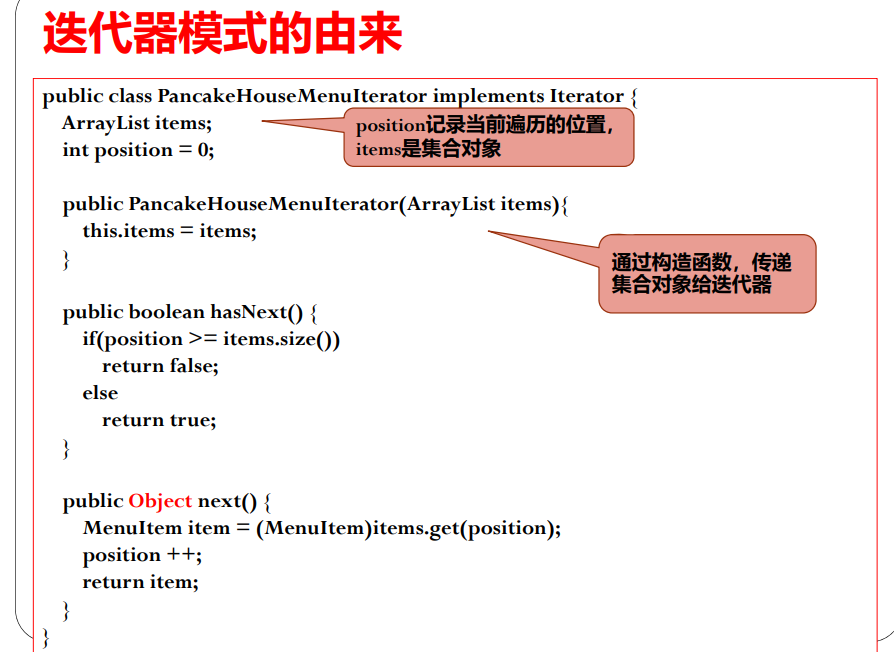 迭代器模式的由来
public class PancakeHouseMenuIterator implements Iterator {
ArrayList items;
int position = 0;
position记录当前遍历的位置，
items是集合对象
public PancakeHouseMenuIterator(ArrayList items){
this.items = items;
}
通过构造函数，传递
集合对象给迭代器
public boolean hasNext() {
if(position >= items.size())
return false;
else
return true;
}
public Object next() {
MenuItem item = (MenuItem)items.get(position);
position ++;
return item;
}
}